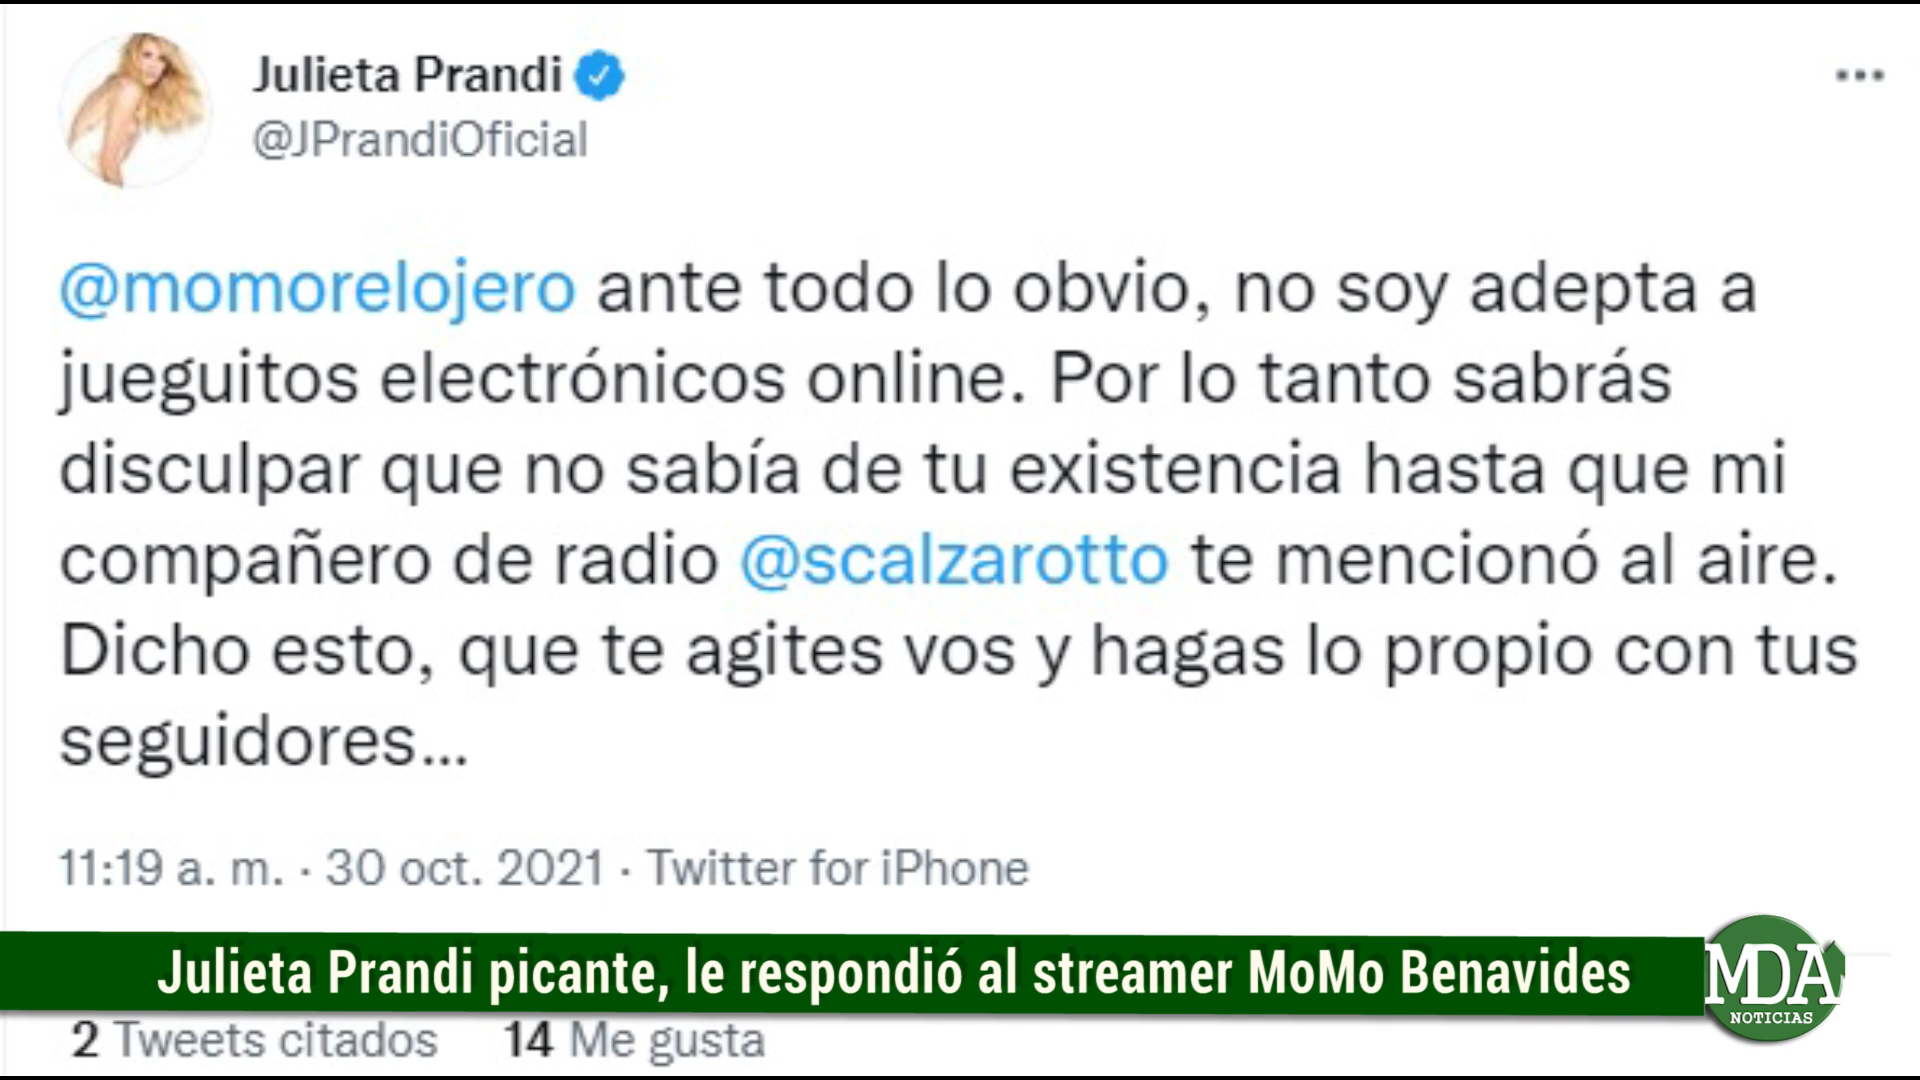 Julieta Prandi
@JPrandiOficial
@momorelojero ante todo lo obvio, no soy adepta a
jueguitos electrónicos online. Por lo tanto sabrás
disculpar que no sabía de tu existencia hasta que mi
compañero de radio @scalzarotto te mencionó al aire.
Dicho esto, que te agites vos y hagas lo propio con tus
seguidores...
11:19 a. m. · 30 oct. 2021 · Twitter for iPhone
Julieta Prandi picante, le respondió al streamer MoMo Benavides
MDA
NOTICIAS
2 Tweets citados 14 Me gusta